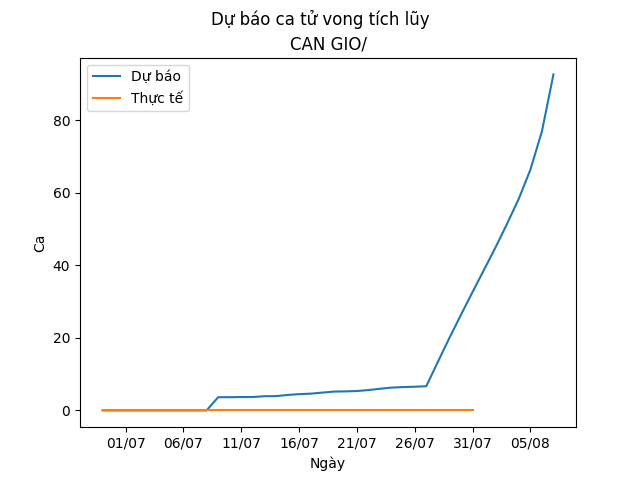 Dự báo ca tử vong tích lũy
CAN GIO/
Dự báo
Thực tế
Ca
80
60
40
20
0
01/07 06/07 11/07 16/07 21/07 26/07 31/07 05/08
Ngày